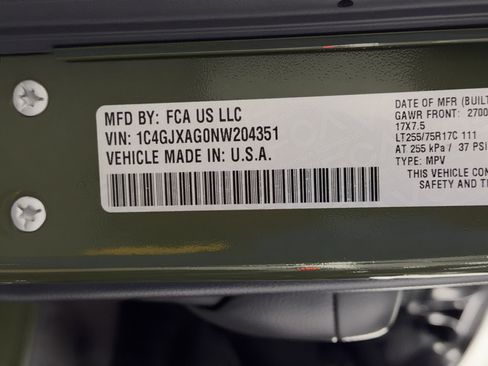 MFD BY: FCA US LLC
VIN: 1C4GJXAG0NW204351
VEHICLE MADE IN: U.S.A.
DATE OF MFR (BUILT
GAWR FRONT: 2700
17X7.5
LT255/75R17C 111
AT 255 kPa / 37 PSI
TYPE: MPV
THIS VEHICLE CON
SAFETY AND T